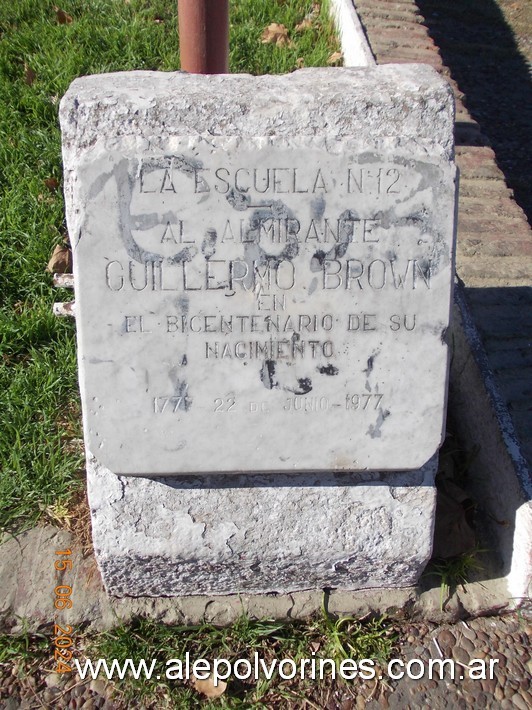 LA ESCUELA N·12
AL ALMIRANTE
GUILLERMO BROWN
EN
EL BICENTENARIO DE SU
NACIMIENTO
22 DE JUNIO - 1977
15 06 2024
www.alepolvorines.com.ar